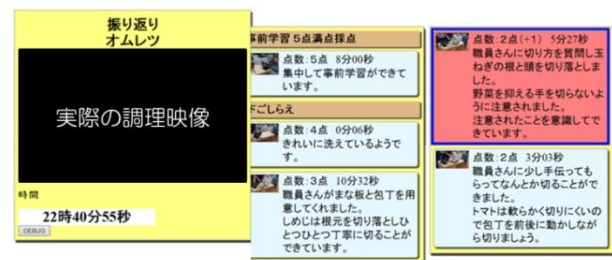 振り返り
オムレツ
実際の調理映像
時間
22時40分55秒
DEBUG
事前学習 5点満点採点
点数:5点 8分00秒
集中して事前学習ができて
います。
下ごしらえ
点数:4点 0分06秒
きれいに洗えているようで
す。
点数:3点 10分32秒
職員さんがまな板と包丁を用
意してくれました。
しめじは根元を切り落としひ
とつひとつ丁寧に切ることが
できています。
点数:2点(+1) 5分27秒
職員さんに切り方を質問し玉
ねぎの根と頭を切り落としま
した。
野菜を抑える手を切らないよ
うに注意されました。
注意されたことを意識してで
きています。
点数:2点 3分03秒
職員さんに少し手伝っても
らってなんとか切ることがで
きました。
トマトは軟らかく切りにくいの
で包丁を前後に動かしなが
ら切りましょう。